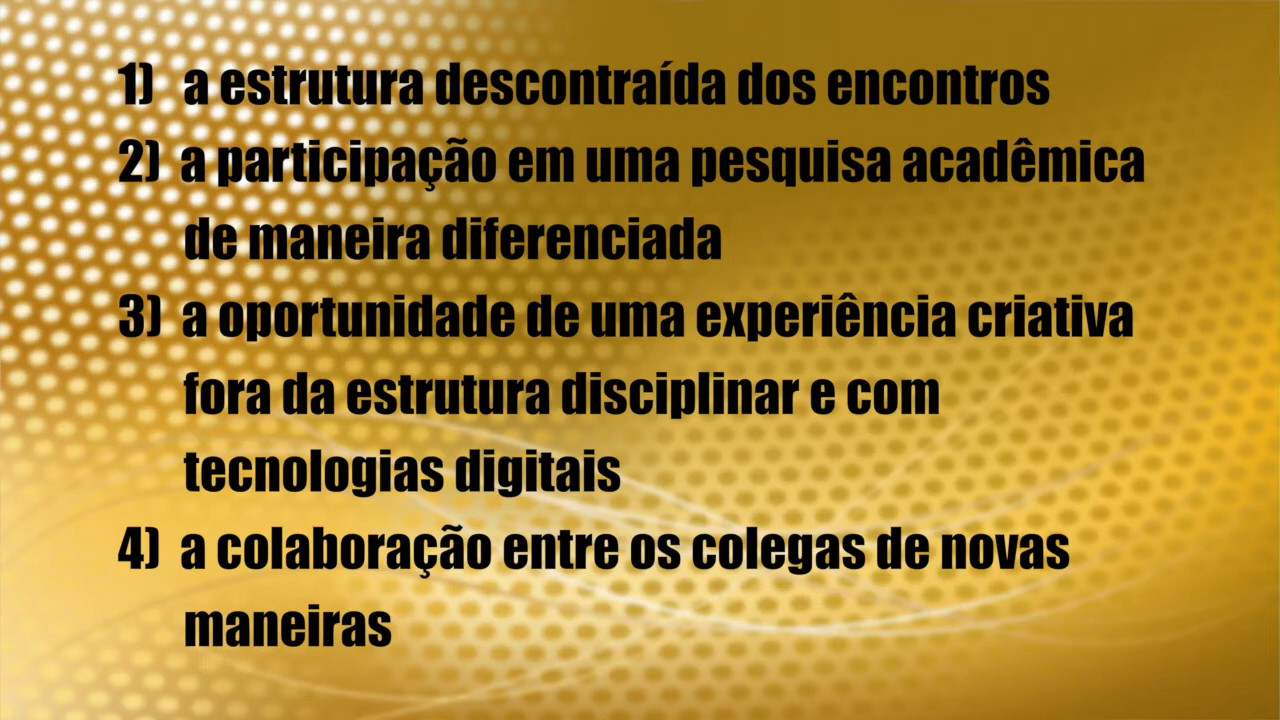 1) a estrutura descontraída dos encontros
2) a participação em uma pesquisa acadêmica
de maneira diferenciada
3) a oportunidade de uma experiência criativa
fora da estrutura disciplinar e com
tecnologias digitais
4) a colaboração entre os colegas de novas
maneiras